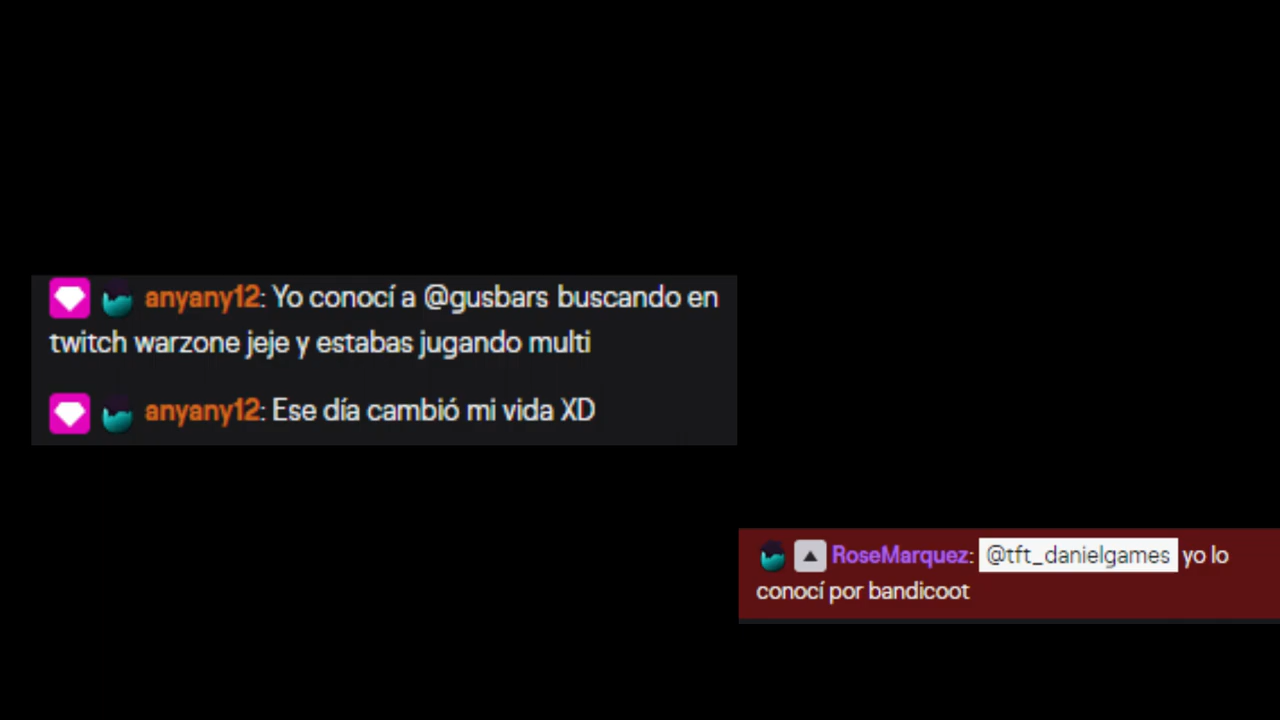 anyany12: Yo conocí a @gusbars buscando en
twitch warzone jeje y estabas jugando multi
anyany12: Ese día cambió mi vida XD
RoseMarquez: @tft_danielgames yo lo
conocí por bandicoot